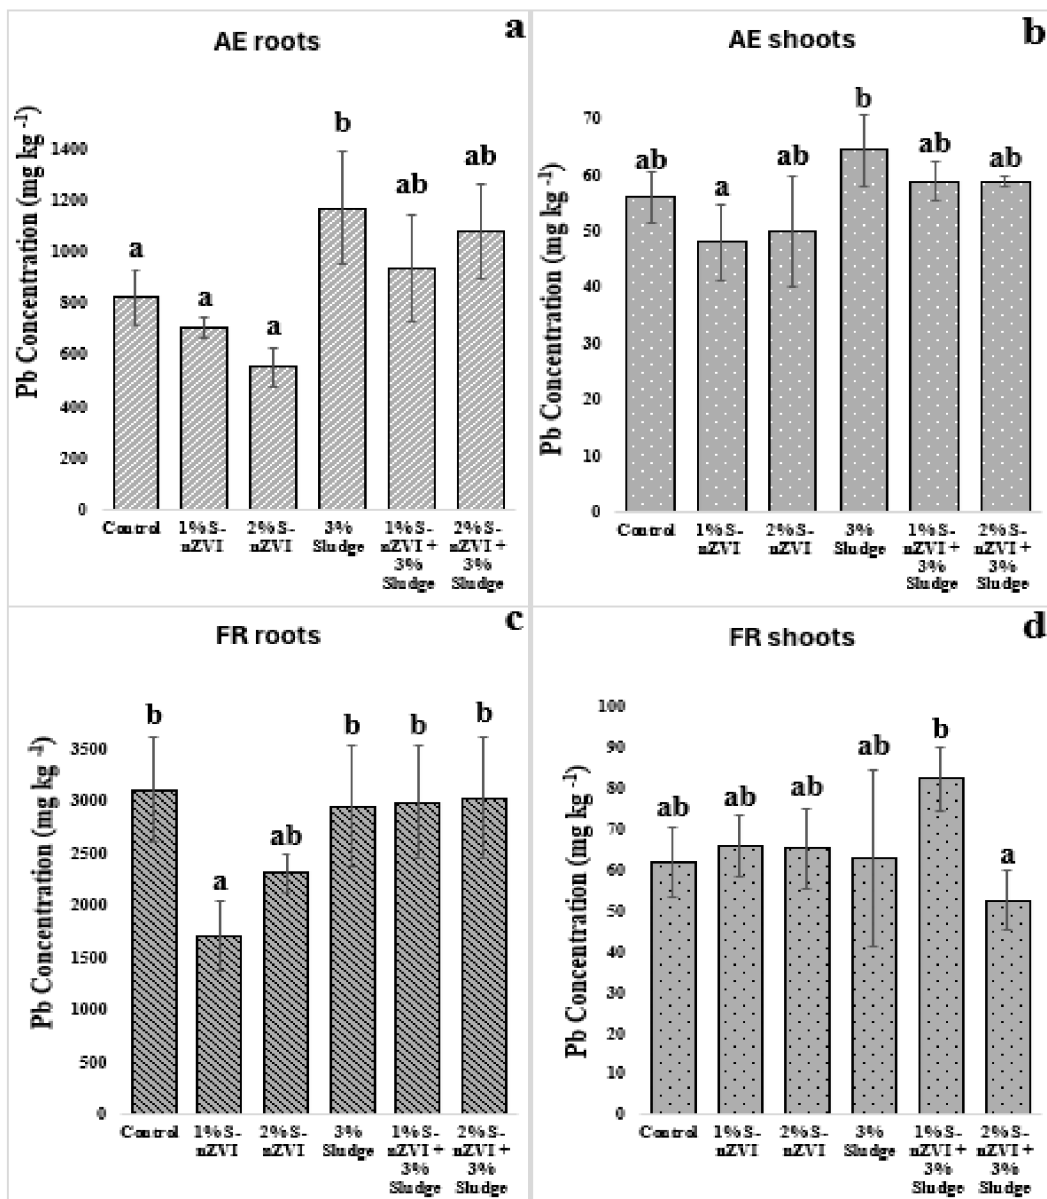 AE roots
a
Pb Concentration (mg kg -1)
1400
1200
1000
800
600
400
200
0
a
a
a
b
ab
ab
Control
1% S-
nZVI
2% S-
nZVI
3%
Sludge
1% S-
nZVI +
3%
Sludge
2% S-
nZVI +
3%
Sludge
AE shoots
b
Pb Concentration (mg kg -1)
70
60
50
40
30
20
10
0
ab
a
ab
b
ab
ab
Control
1% S-
nZVI
2% S-
nZVI
3%
Sludge
1% S-
nZVI +
3%
Sludge
2% S-
nZVI +
3%
Sludge
FR roots
c
Pb Concentration (mg kg -1)
3500
3000
2500
2000
1500
1000
500
0
b
a
ab
b
b
b
Control
1% S-
nZVI
2% S-
nZVI
3%
Sludge
1% S-
nZVI +
3%
Sludge
2% S-
nZVI +
3%
Sludge
FR shoots
d
Pb Concentration (mg kg -1)
100
90
80
70
60
50
40
30
20
10
0
ab
ab
ab
ab
b
a
Control
1% S-
nZVI
2% S-
nZVI
3%
Sludge
1% S-
nZVI +
3%
Sludge
2% S-
nZVI +
3%
Sludge